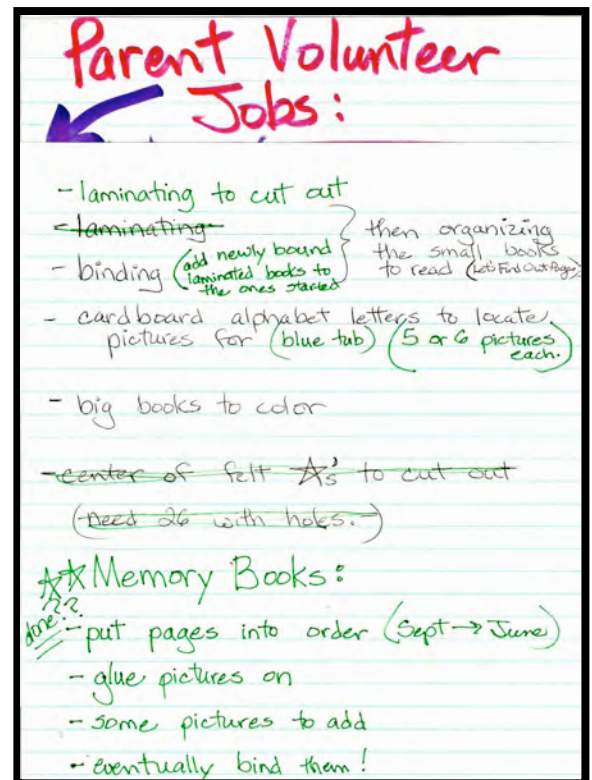 Parent Volunteer
Jobs:
- laminating to cut out
- laminating
- binding (add newly bound
laminated books to
the ones started
then organizing
the small books
to read (Let's Find Out Pages)
- cardboard alphabet letters to locate
pictures for (blue tub) (5 or 6 pictures
each.)
- big books to color
- center of felt ☆'s to cut out
(need 26 with holes.)
☆☆Memory Books:
done??
- put pages into order (Sept → June)
- glue pictures on
- some pictures to add
- eventually bind them!